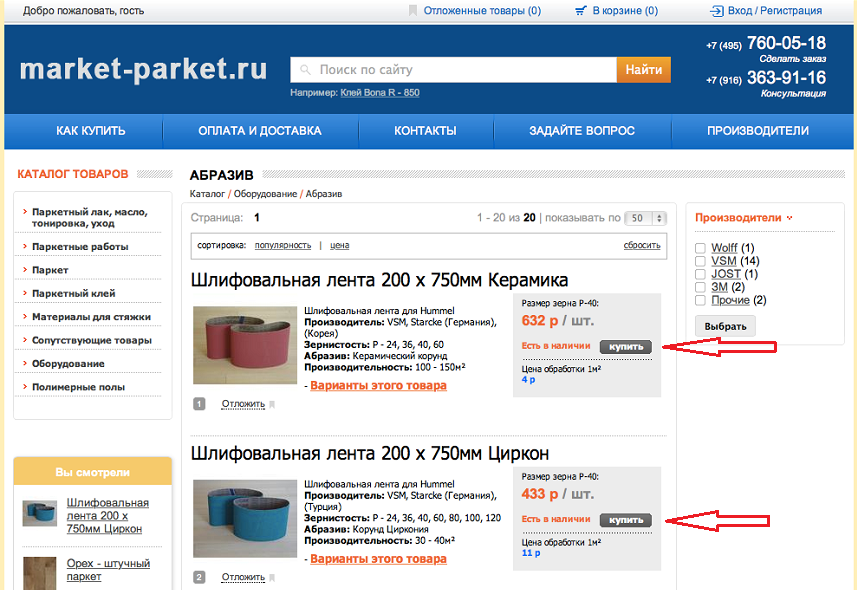 Добро пожаловать, гость
Отложенные товары (0)
В корзине (0)
Вход / Регистрация
market-parket.ru
Поиск по сайту
Найти
Например: Клей Bona R - 850
+7 (495) 760-05-18
Сделать заказ
+7 (916) 363-91-16
Консультация
КАК КУПИТЬ
ОПЛАТА И ДОСТАВКА
КОНТАКТЫ
ЗАДАЙТЕ ВОПРОС
ПРОИЗВОДИТЕЛИ
КАТАЛОГ ТОВАРОВ
Паркетный лак, масло,
тонировка, уход
Паркетные работы
Паркет
Паркетный клей
Материалы для стяжки
Сопутствующие товары
Оборудование
Полимерные полы
Вы смотрели
Шлифовальная
лента 200 х
750мм Циркон
Орех - штучный
паркет
АБРАЗИВ
Каталог / Оборудование / Абразив
Страница: 1
1 - 20 из 20 | показывать по 50
сортировка: популярность | цена
сбросить
Шлифовальная лента 200 х 750мм Керамика
Шлифовальная лента для Hummel
Производитель: VSM, Starcke (Германия),
(Корея)
Зернистость: Р - 24, 36, 40, 60
Абразив: Керамический корунд
Производительность: 100 - 150м²
- Варианты этого товара
1 Отложить
Размер зерна Р-40:
632 р / шт.
Есть в наличии купить
Цена обработки 1м²
4 р
Шлифовальная лента 200 х 750мм Циркон
Шлифовальная лента для Hummel
Производитель: VSM, Starcke (Германия),
(Турция)
Зернистость: Р - 24, 36, 40, 60, 80, 100, 120
Абразив: Корунд Циркония
Производительность: 30 - 40м²
- Варианты этого товара
2 Отложить
Размер зерна Р-40:
433 р / шт.
Есть в наличии купить
Цена обработки 1м²
11 р
Производители
Wolff (1)
VSM (14)
JOST (1)
3М (2)
Прочие (2)
Выбрать